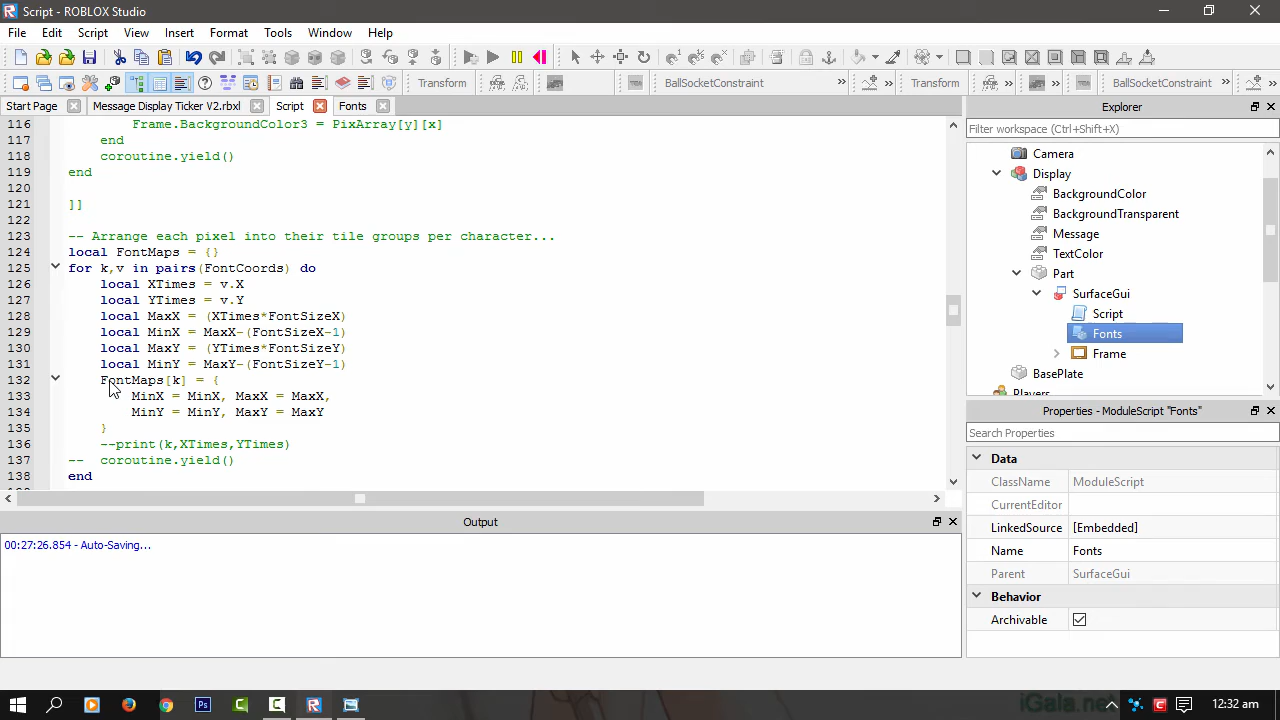 Script - ROBLOX Studio
File Edit Script View Insert Format Tools Window Help
Transform BallSocketConstraint Transform BallSocketConstraint
Start Page Message Display Ticker V2.rbxl Script Fonts
116 Frame.BackgroundColor3 = PixArray[y][x]
117 end
118 coroutine.yield()
119 end
120
121 ]]
122
123 -- Arrange each pixel into their tile groups per character...
124 local FontMaps = {}
125 for k,v in pairs(FontCoords) do
126 local XTimes = v.X
127 local YTimes = v.Y
128 local MaxX = (XTimes*FontSizeX)
129 local MinX = MaxX-(FontSizeX-1)
130 local MaxY = (YTimes*FontSizeY)
131 local MinY = MaxY-(FontSizeY-1)
132 FontMaps[k] = {
133 MinX = MinX, MaxX = MaxX,
134 MinY = MinY, MaxY = MaxY
135 }
136 --print(k,XTimes,YTimes)
137 -- coroutine.yield()
138 end
Output
00:27:26.854 - Auto-Saving...
Explorer
Filter workspace (Ctrl+Shift+X)
Camera
Display
BackgroundColor
BackgroundTransparent
Message
TextColor
Part
SurfaceGui
Script
Fonts
Frame
BasePlate
Players
Properties - ModuleScript "Fonts"
Search Properties
Data
ClassName ModuleScript
CurrentEditor
LinkedSource [Embedded]
Name Fonts
Parent SurfaceGui
Behavior
Archivable
iGala.net
12:32 am